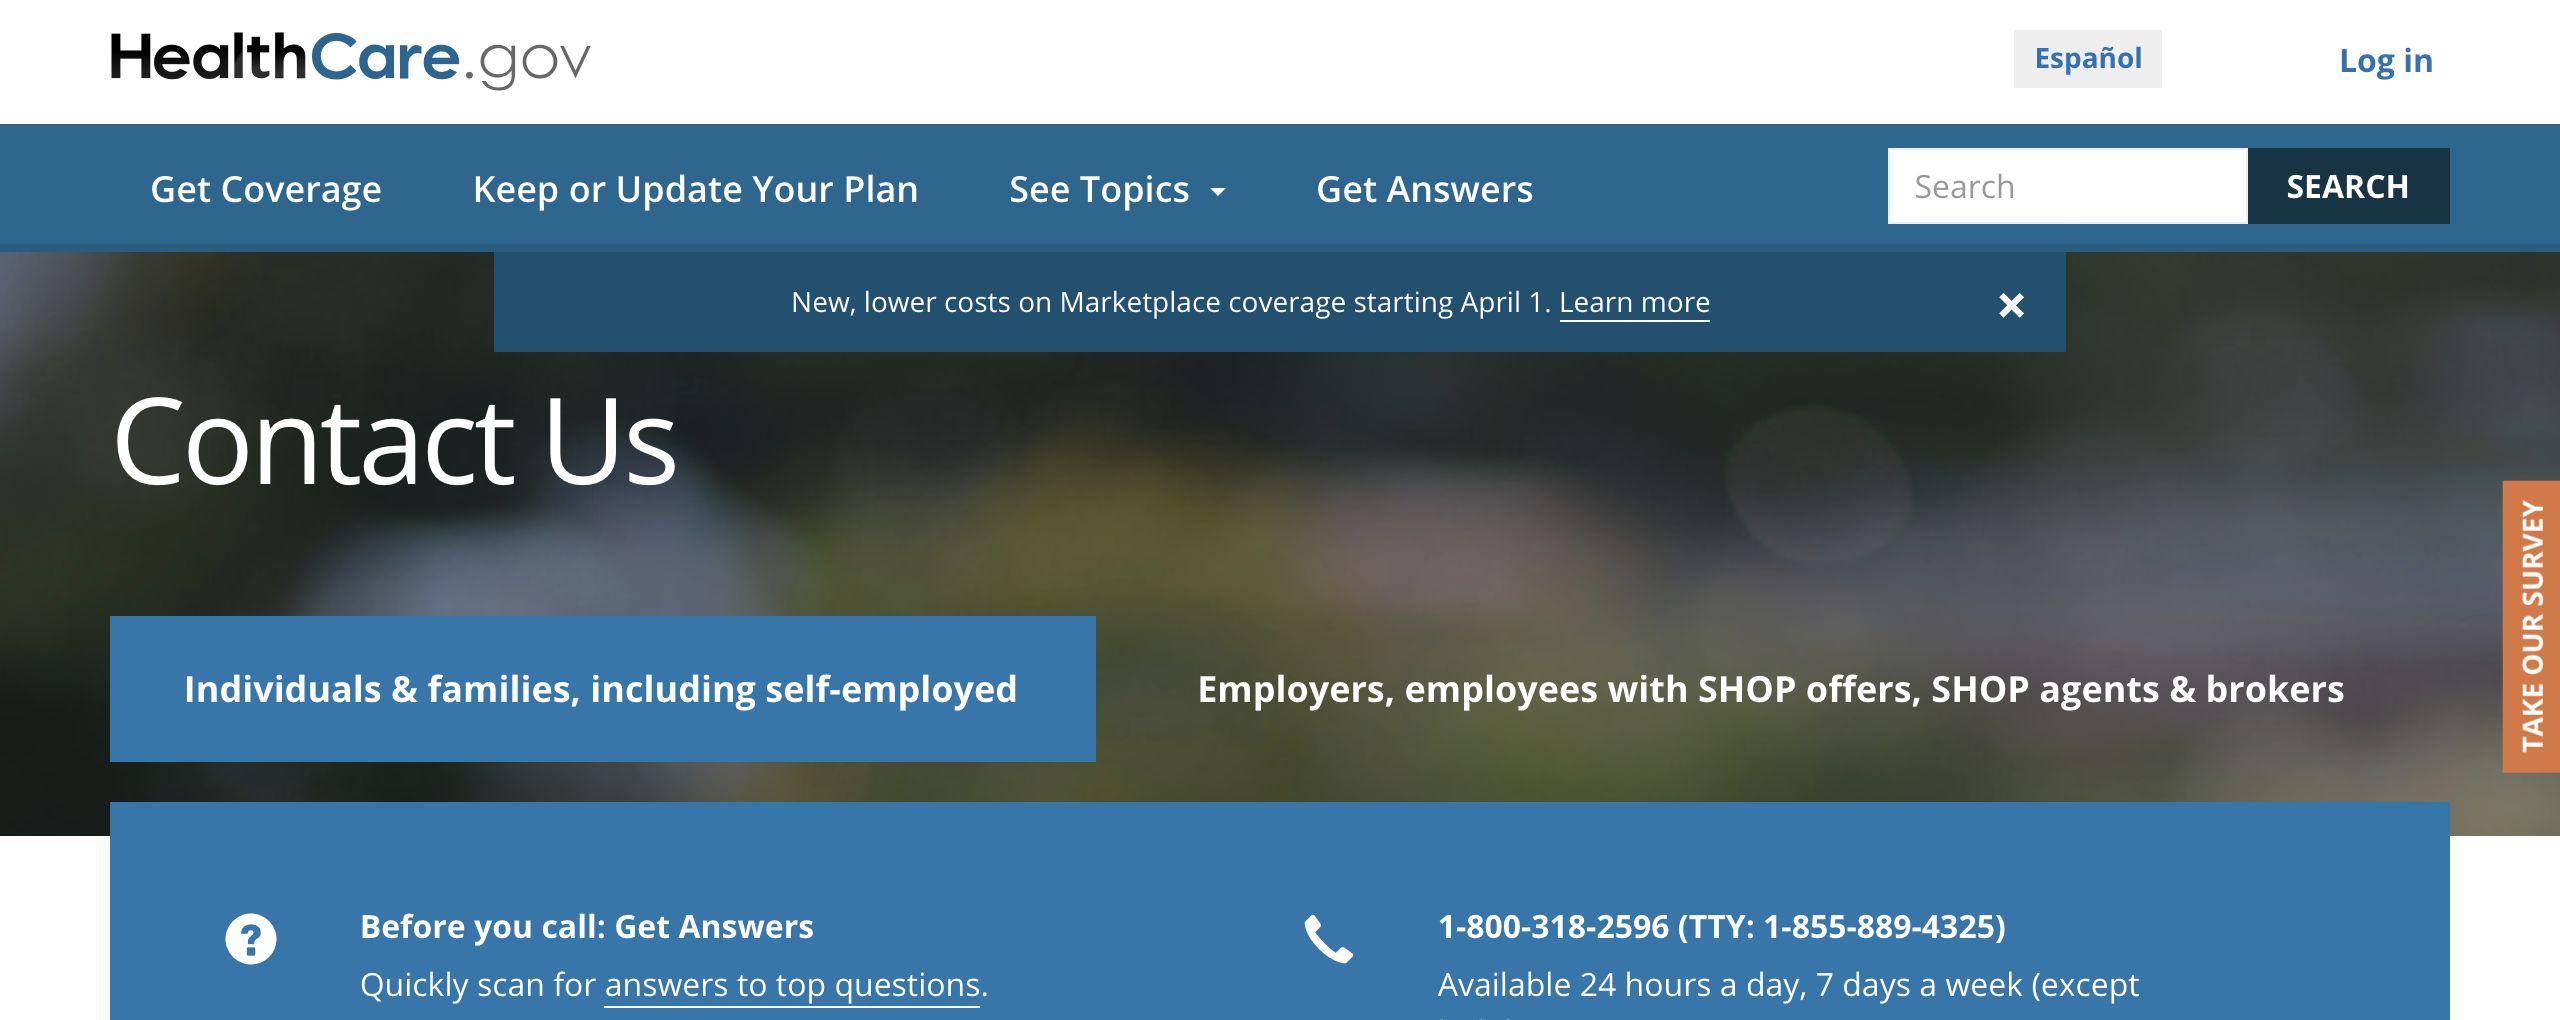 HealthCare.gov
Español
Log in
Get Coverage
Keep or Update Your Plan
See Topics
Get Answers
Search
SEARCH
New, lower costs on Marketplace coverage starting April 1. Learn more
Contact Us
TAKE OUR SURVEY
Individuals & families, including self-employed
Employers, employees with SHOP offers, SHOP agents & brokers
Before you call: Get Answers
Quickly scan for answers to top questions.
1-800-318-2596 (TTY: 1-855-889-4325)
Available 24 hours a day, 7 days a week (except